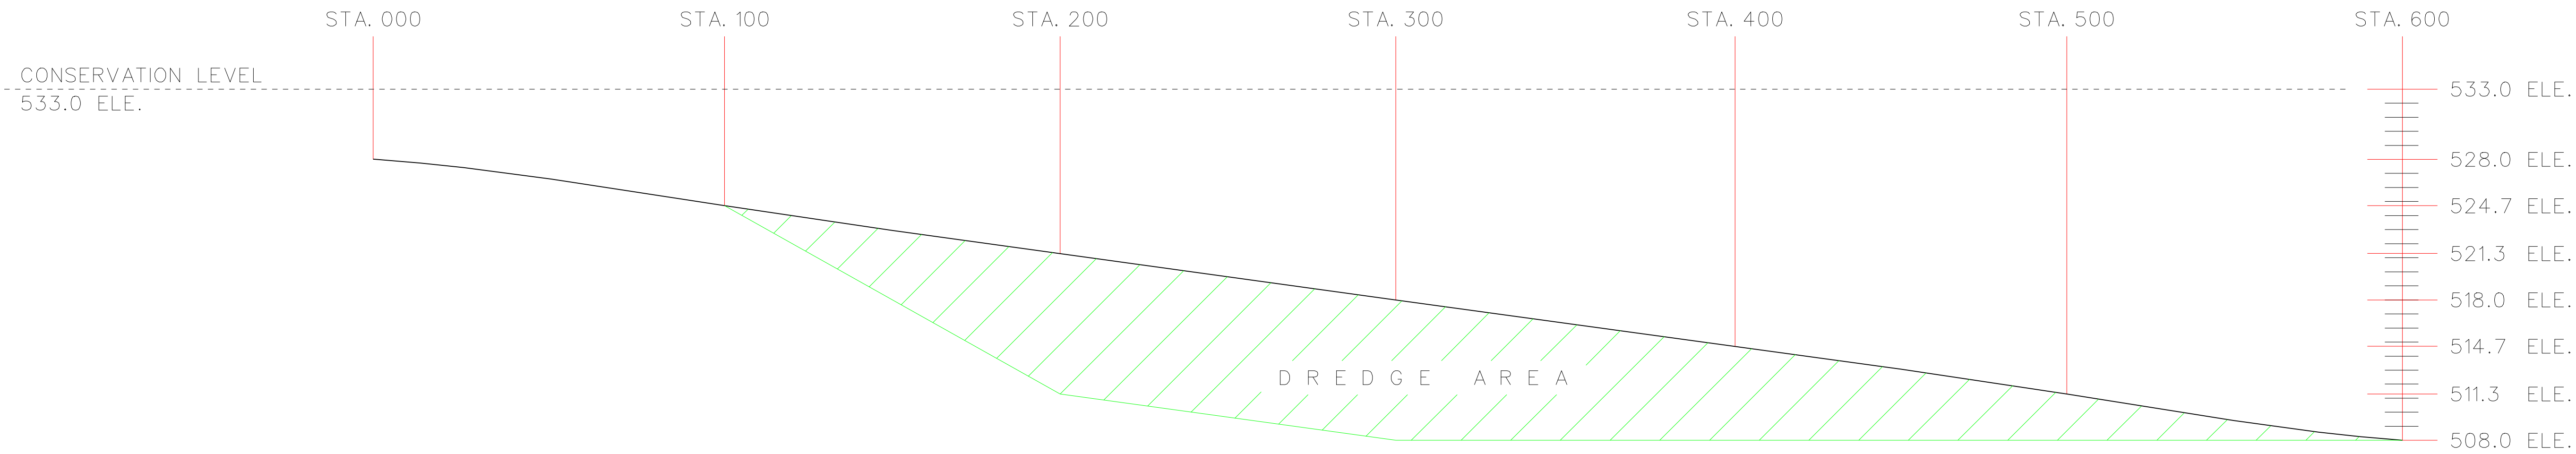 STA. 000 STA. 100 STA. 200 STA. 300 STA. 400 STA. 500 STA. 600
CONSERVATION LEVEL
533.0 ELE.
533.0 ELE.
528.0 ELE.
524.7 ELE.
521.3 ELE.
518.0 ELE.
514.7 ELE.
DREDGE AREA
511.3 ELE.
508.0 ELE.